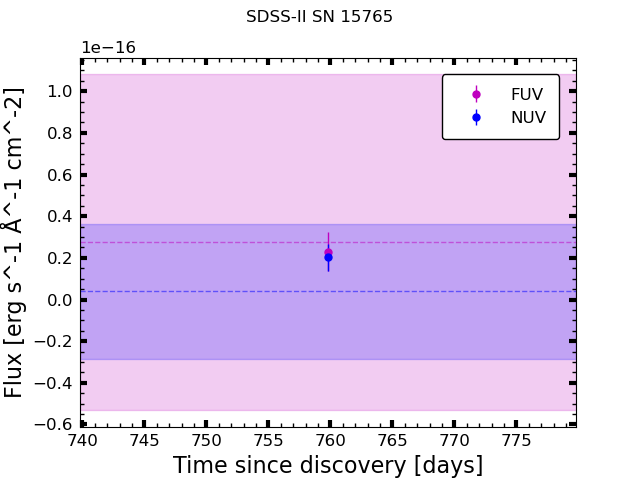 SDSS-II SN 15765
1e−16
FUV
NUV
1.0
0.8
0.6
0.4
0.2
0.0
−0.2
−0.4
−0.6
740 745 750 755 760 765 770 775
Flux [erg s^-1 Å^-1 cm^-2]
Time since discovery [days]